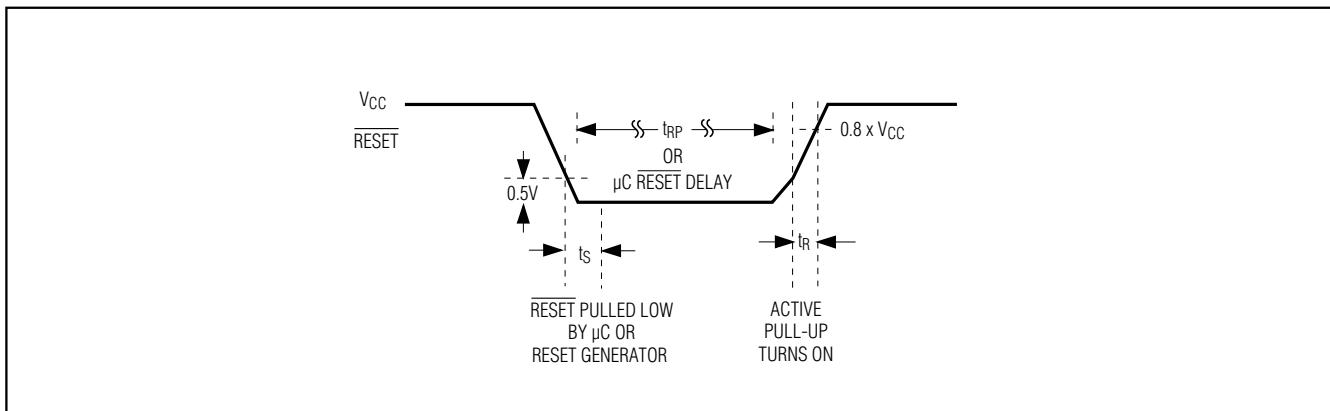 VCC
RESET
tRP
OR
µC RESET DELAY
0.8 x VCC
0.5V
tS
tR
RESET PULLED LOW
BY µC OR
RESET GENERATOR
ACTIVE
PULL-UP
TURNS ON